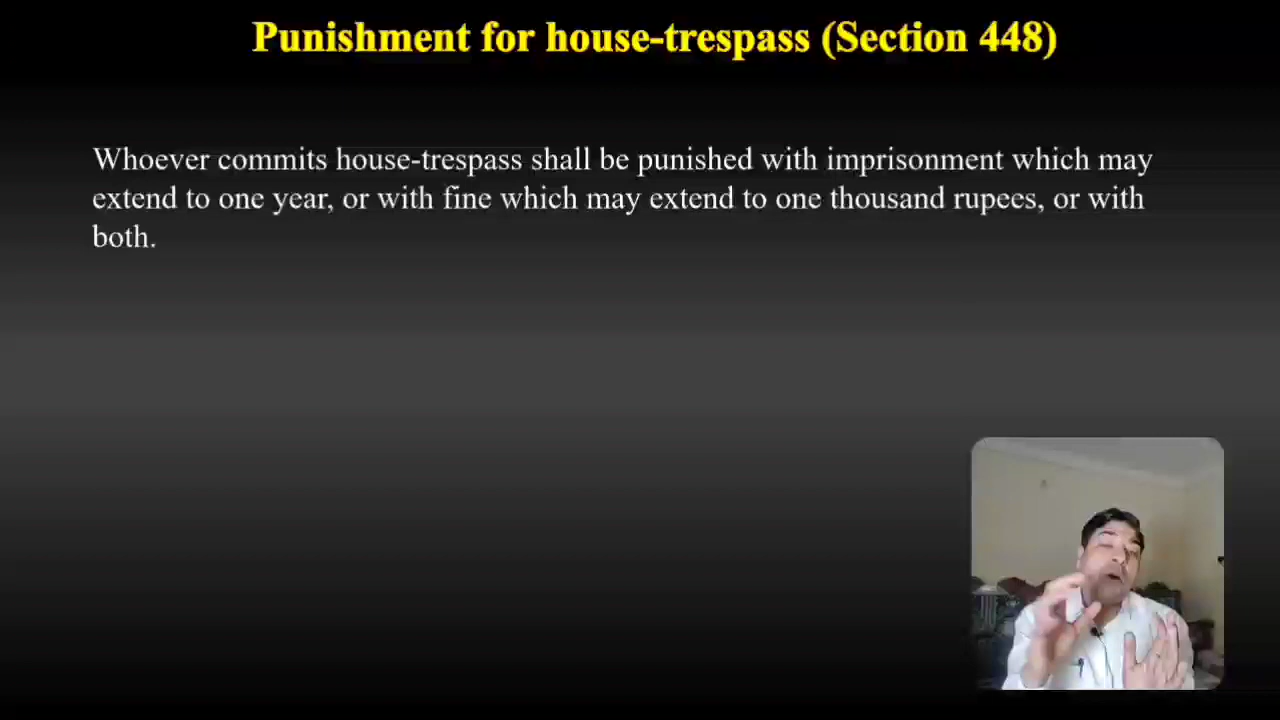 Punishment for house-trespass (Section 448)
Whoever commits house-trespass shall be punished with imprisonment which may
extend to one year, or with fine which may extend to one thousand rupees, or with
both.